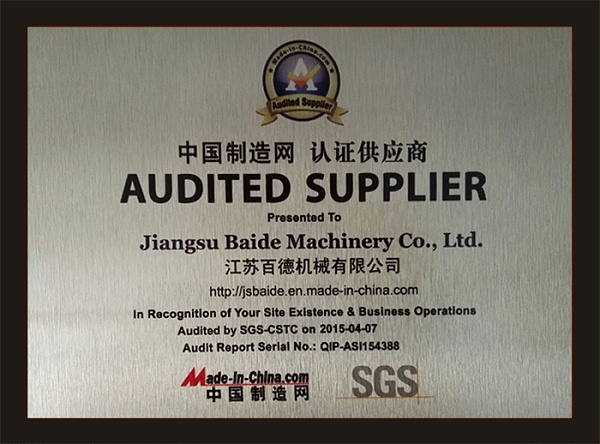 Made-in-China.com
Audited Supplier
中国制造网 认证供应商
AUDITED SUPPLIER
Presented To
Jiangsu Baide Machinery Co., Ltd.
江苏百德机械有限公司
http://jsbaide.en.made-in-china.com
In Recognition of Your Site Existence & Business Operations
Audited by SGS-CSTC on 2015-04-07
Audit Report Serial No.: QIP-ASI154388
Made-in-China.com
中国制造网
SGS